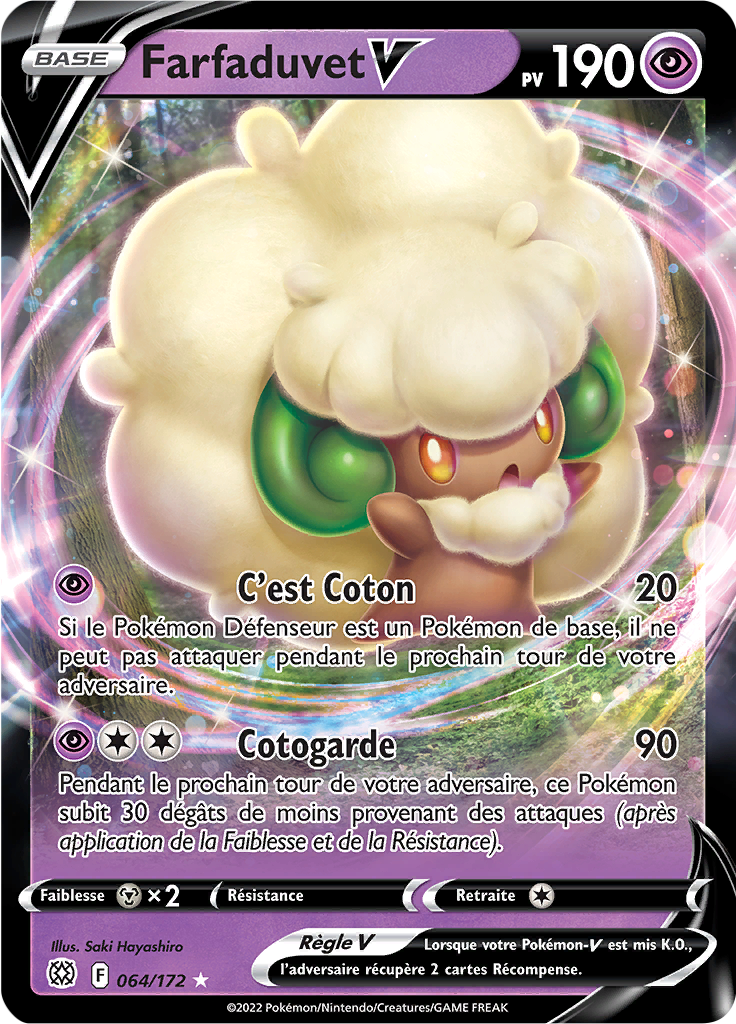 BASE Farfaduvet V PV 190
C'est Coton 20
Si le Pokémon Défenseur est un Pokémon de base, il ne
peut pas attaquer pendant le prochain tour de votre
adversaire.
Cotogarde 90
Pendant le prochain tour de votre adversaire, ce Pokémon
subit 30 dégâts de moins provenant des attaques (après
application de la Faiblesse et de la Résistance).
Faiblesse ×2 Résistance Retraite
Illus. Saki Hayashiro
Règle V Lorsque votre Pokémon-V est mis K.O.,
l'adversaire récupère 2 cartes Récompense.
F 064/172
©2022 Pokémon/Nintendo/Creatures/GAME FREAK